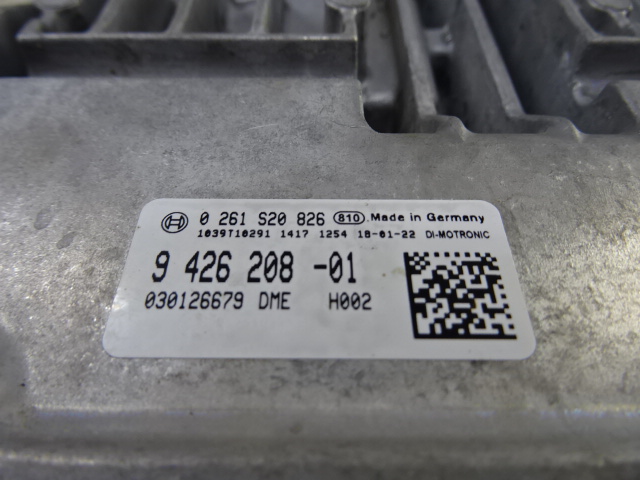 0 261 S20 826 810 .Made in Germany
1039T10291 1417 1254 18-01-22 DI-MOTRONIC
9 426 208 -01
030126679 DME H002